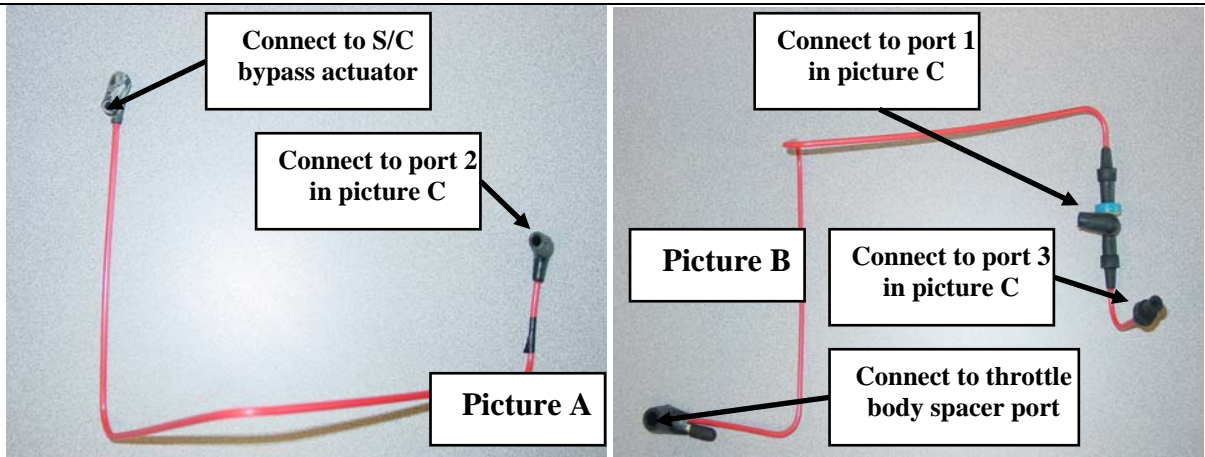 Connect to S/C
bypass actuator
Connect to port 2
in picture C
Picture A
Connect to port 1
in picture C
Picture B
Connect to port 3
in picture C
Connect to throttle
body spacer port